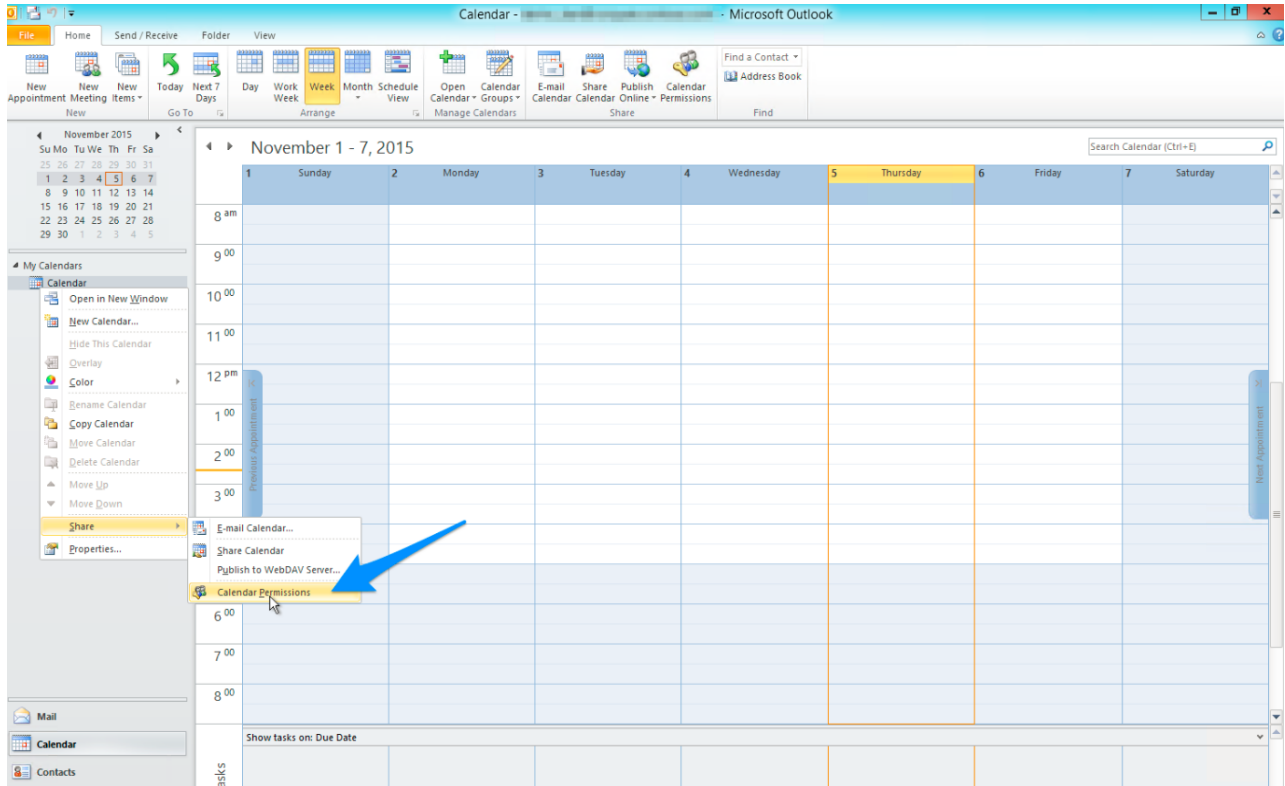 Calendar - - Microsoft Outlook
File Home Send / Receive Folder View
New Appointment
New Meeting
New Items
Today
Next 7 Days
Day
Work Week
Week
Month
Schedule View
Open Calendar
Calendar Groups
E-mail Calendar
Share Calendar
Publish Online
Calendar Permissions
Find a Contact
Address Book
New
Go To
Arrange
Manage Calendars
Share
Find
November 2015
Su Mo Tu We Th Fr Sa
25 26 27 28 29 30 31
1 2 3 4 5 6 7
8 9 10 11 12 13 14
15 16 17 18 19 20 21
22 23 24 25 26 27 28
29 30 1 2 3 4 5
My Calendars
Calendar
Open in New Window
New Calendar...
Hide This Calendar
Overlay
Color
Rename Calendar
Copy Calendar
Move Calendar
Delete Calendar
Move Up
Move Down
Share
Properties...
E-mail Calendar...
Share Calendar
Publish to WebDAV Server...
Calendar Permissions
Mail
Calendar
Contacts
November 1 - 7, 2015
Search Calendar (Ctrl+E)
1 Sunday 2 Monday 3 Tuesday 4 Wednesday 5 Thursday 6 Friday 7 Saturday
8 am
9 00
10 00
11 00
12 pm
1 00
2 00
3 00
6 00
7 00
8 00
Previous Appointment
Next Appointment
Show tasks on: Due Date